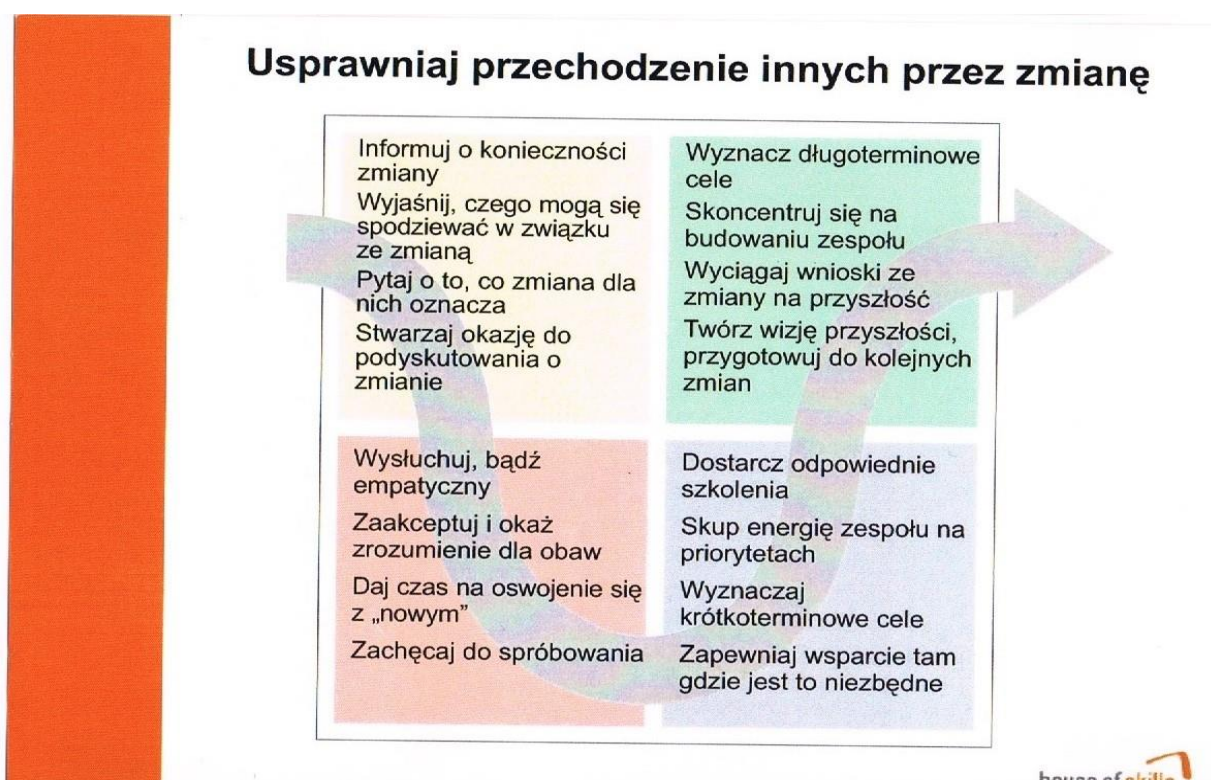 Usprawniaj przechodzenie innych przez zmianę
Informuj o konieczności
zmiany
Wyjaśnij, czego mogą się
spodziewać w związku
ze zmianą
Pytaj o to, co zmiana dla
nich oznacza
Stwarzaj okazję do
podyskutowania o
zmianie
Wyznacz długoterminowe
cele
Skoncentruj się na
budowaniu zespołu
Wyciągaj wnioski ze
zmiany na przyszłość
Twórz wizję przyszłości,
przygotowuj do kolejnych
zmian
Wysłuchuj, bądź
empatyczny
Zaakceptuj i okaż
zrozumienie dla obaw
Daj czas na oswojenie się
z „nowym”
Zachęcaj do spróbowania
Dostarcz odpowiednie
szkolenia
Skup energię zespołu na
priorytetach
Wyznaczaj
krótkoterminowe cele
Zapewniaj wsparcie tam
gdzie jest to niezbędne
house of skills